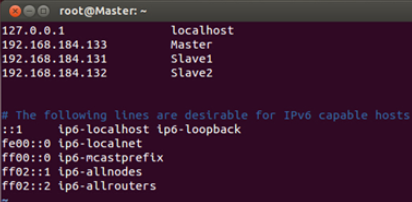 root@Master: ~
127.0.0.1 localhost
192.168.184.133 Master
192.168.184.131 Slave1
192.168.184.132 Slave2
# The following lines are desirable for IPv6 capable hosts
::1 ip6-localhost ip6-loopback
fe00::0 ip6-localnet
ff00::0 ip6-mcastprefix
ff02::1 ip6-allnodes
ff02::2 ip6-allrouters
~